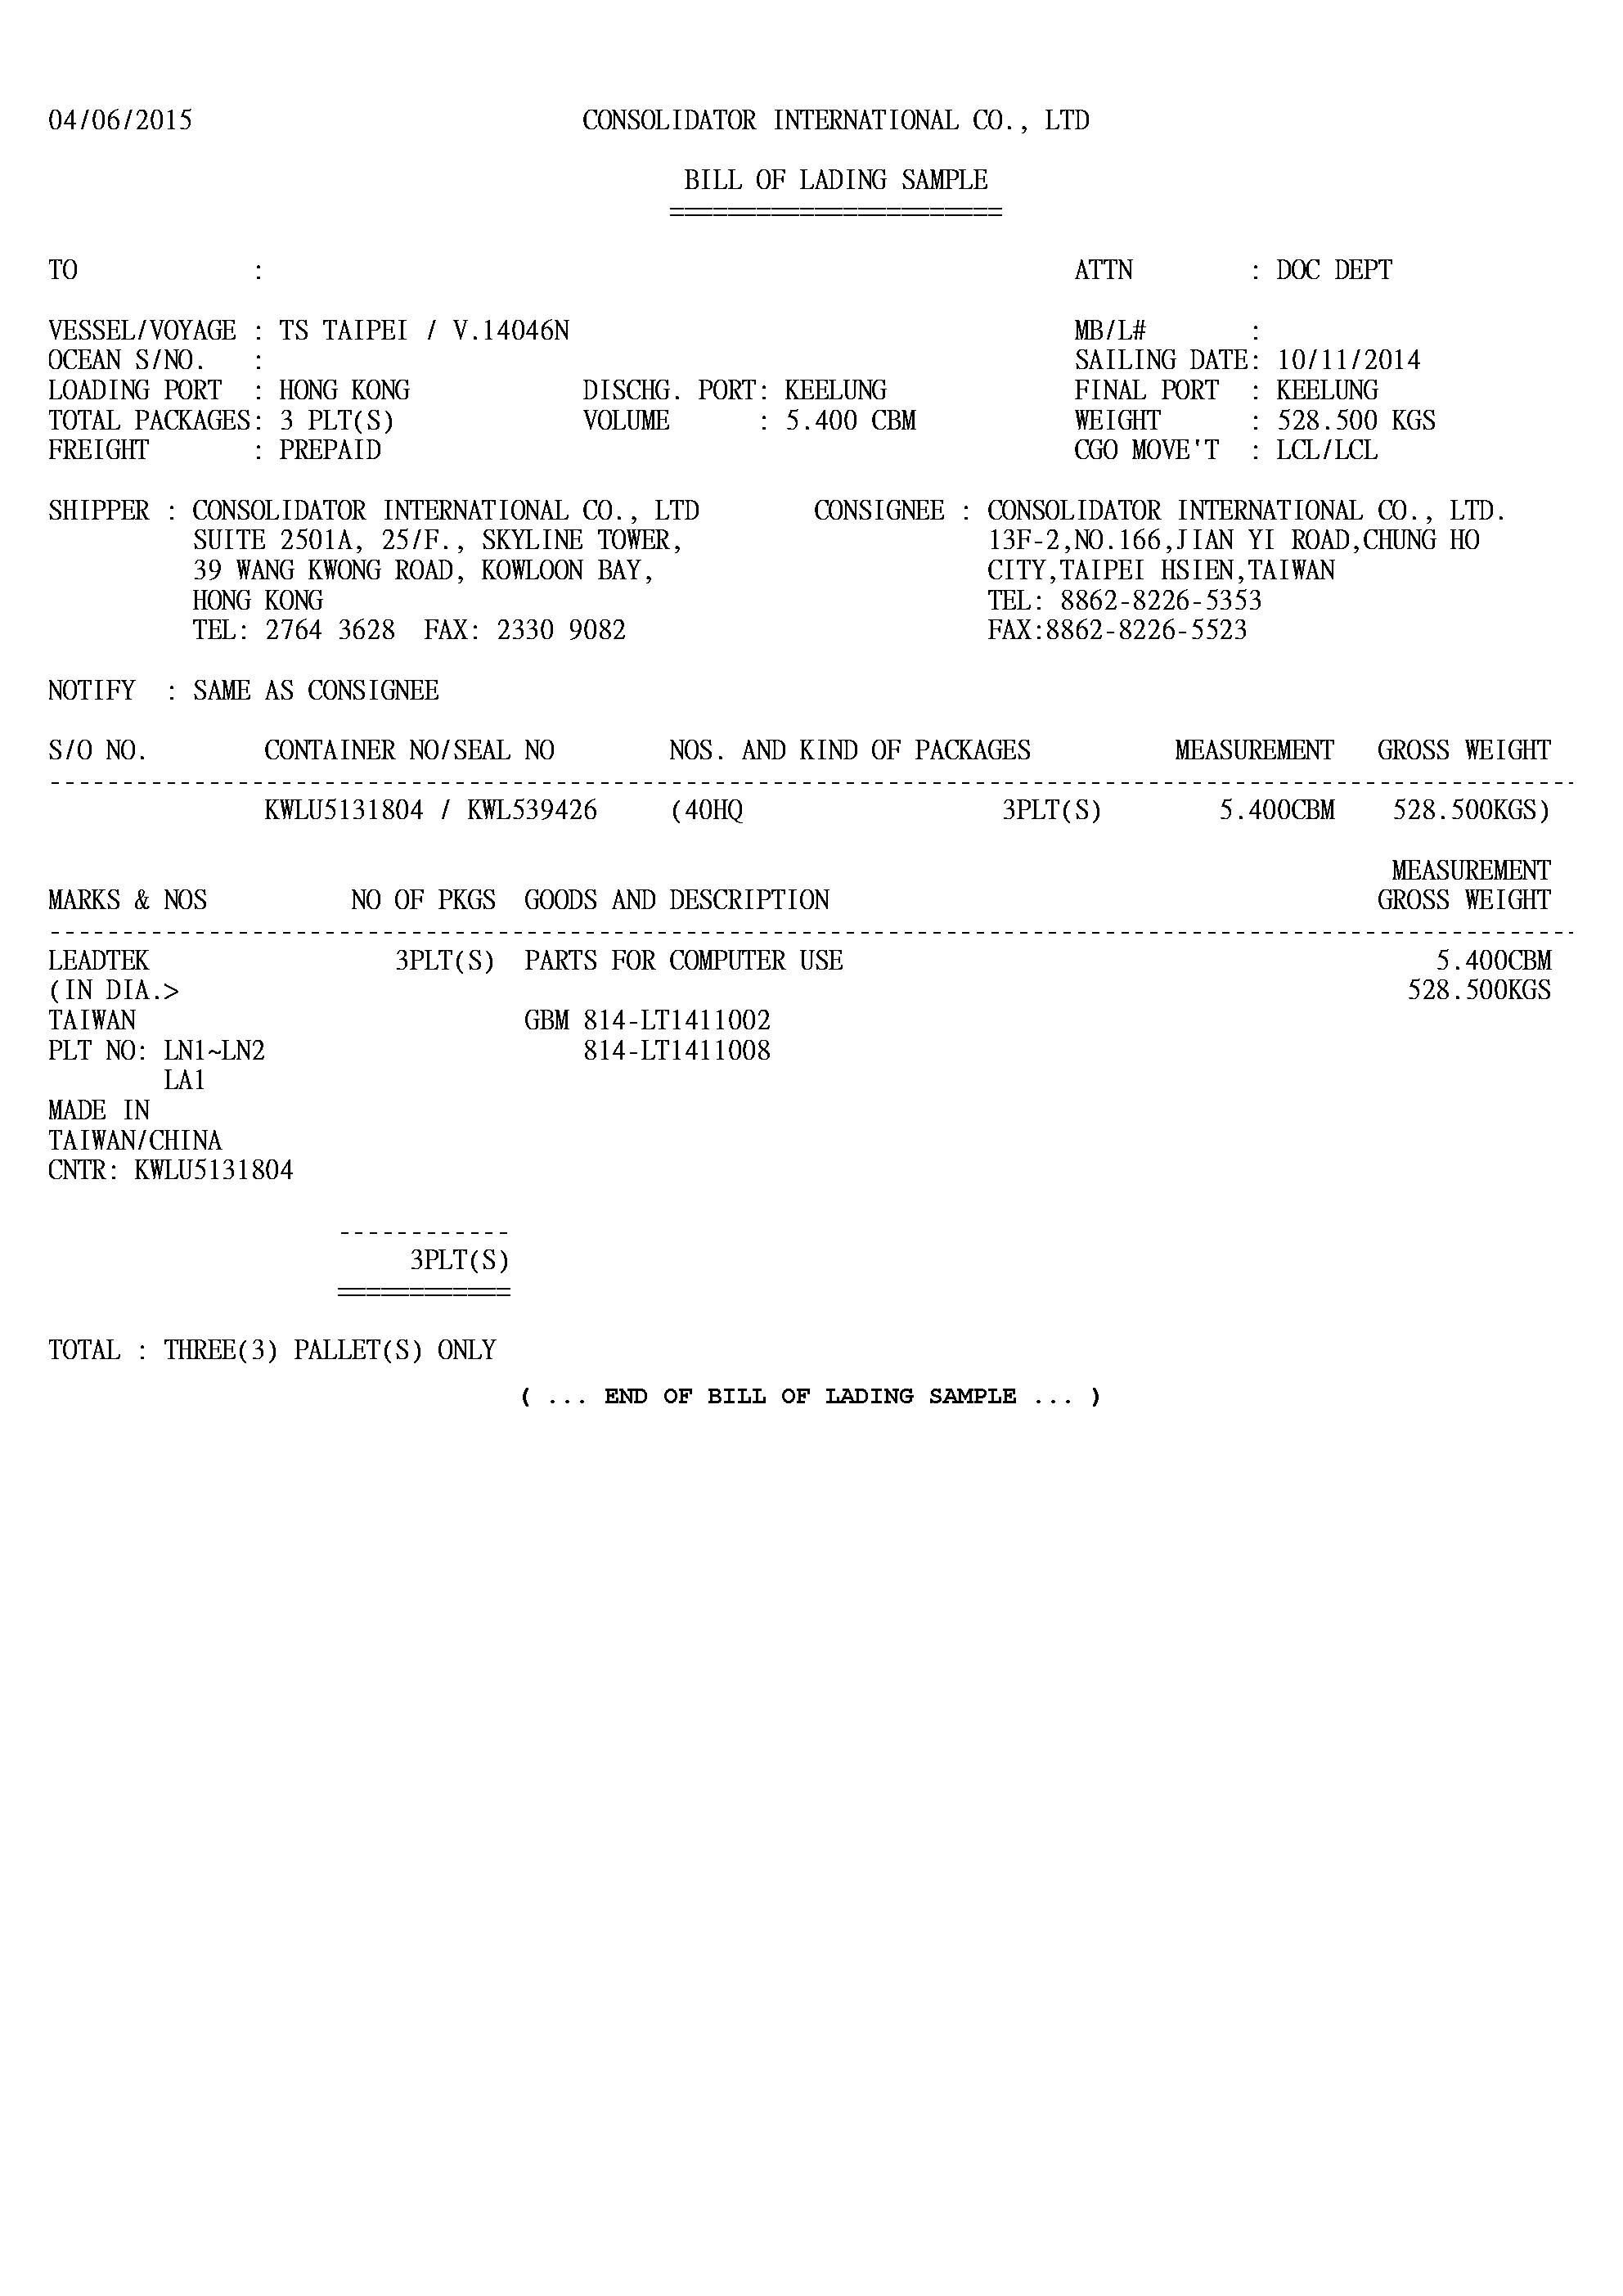 04/06/2015 CONSOLIDATOR INTERNATIONAL CO., LTD
BILL OF LADING SAMPLE
=======================
TO : ATTN : DOC DEPT
VESSEL/VOYAGE : TS TAIPEI / V.14046N MB/L# :
OCEAN S/NO. : SAILING DATE: 10/11/2014
LOADING PORT : HONG KONG DISCHG. PORT: KEELUNG FINAL PORT : KEELUNG
TOTAL PACKAGES: 3 PLT(S) VOLUME : 5.400 CBM WEIGHT : 528.500 KGS
FREIGHT : PREPAID CGO MOVE'T : LCL/LCL
SHIPPER : CONSOLIDATOR INTERNATIONAL CO., LTD CONSIGNEE : CONSOLIDATOR INTERNATIONAL CO., LTD.
SUITE 2501A, 25/F., SKYLINE TOWER, 13F-2,NO.166,JIAN YI ROAD,CHUNG HO
39 WANG KWONG ROAD, KOWLOON BAY, CITY,TAIPEI HSIEN,TAIWAN
HONG KONG TEL: 8862-8226-5353
TEL: 2764 3628 FAX: 2330 9082 FAX:8862-8226-5523
NOTIFY : SAME AS CONSIGNEE
S/O NO. CONTAINER NO/SEAL NO NOS. AND KIND OF PACKAGES MEASUREMENT GROSS WEIGHT
KWLU5131804 / KWL539426 (40HQ 3PLT(S) 5.400CBM 528.500KGS)
MEASUREMENT
MARKS & NOS NO OF PKGS GOODS AND DESCRIPTION GROSS WEIGHT
LEADTEK 3PLT(S) PARTS FOR COMPUTER USE 5.400CBM
(IN DIA.> 528.500KGS
TAIWAN GBM 814-LT1411002
PLT NO: LN1~LN2 814-LT1411008
LA1
MADE IN
TAIWAN/CHINA
CNTR: KWLU5131804
------------
3PLT(S)
============
TOTAL : THREE(3) PALLET(S) ONLY
( ... END OF BILL OF LADING SAMPLE ... )